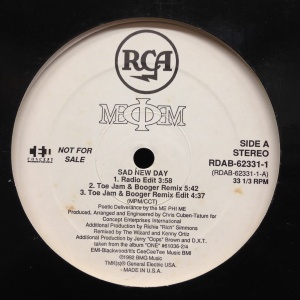 RCA
MEΦEM
CONCEPT
NOT FOR
SALE
SIDE A
STEREO
RDAB-62331-1
(RDAB-62331-1-A)
33 1/3 RPM
SAD NEW DAY
1. Radio Edit 3:58
2. Toe Jam & Booger Remix 5:42
3. Toe Jam & Booger Remix Edit 4:37
(MPM/CCT)
Poetic Deliverance by the ME PHI ME
Produced, Arranged and Engineered by Chris Cuben-Tatum for
Concept Enterprises International
Additional Production by Richie "Rich" Simmons
Remixed by The Wizard and Kenny Ortiz
Additional Production by Jerry "Oops" Brown and D.X.T.
taken from the album "ONE" #61036-2/4
EMI-Blackwood/It's CeeCeeTee Music BMI
©1992 BMG Music
TMK(s)® General Electric USA.
- MADE IN U.S.A.